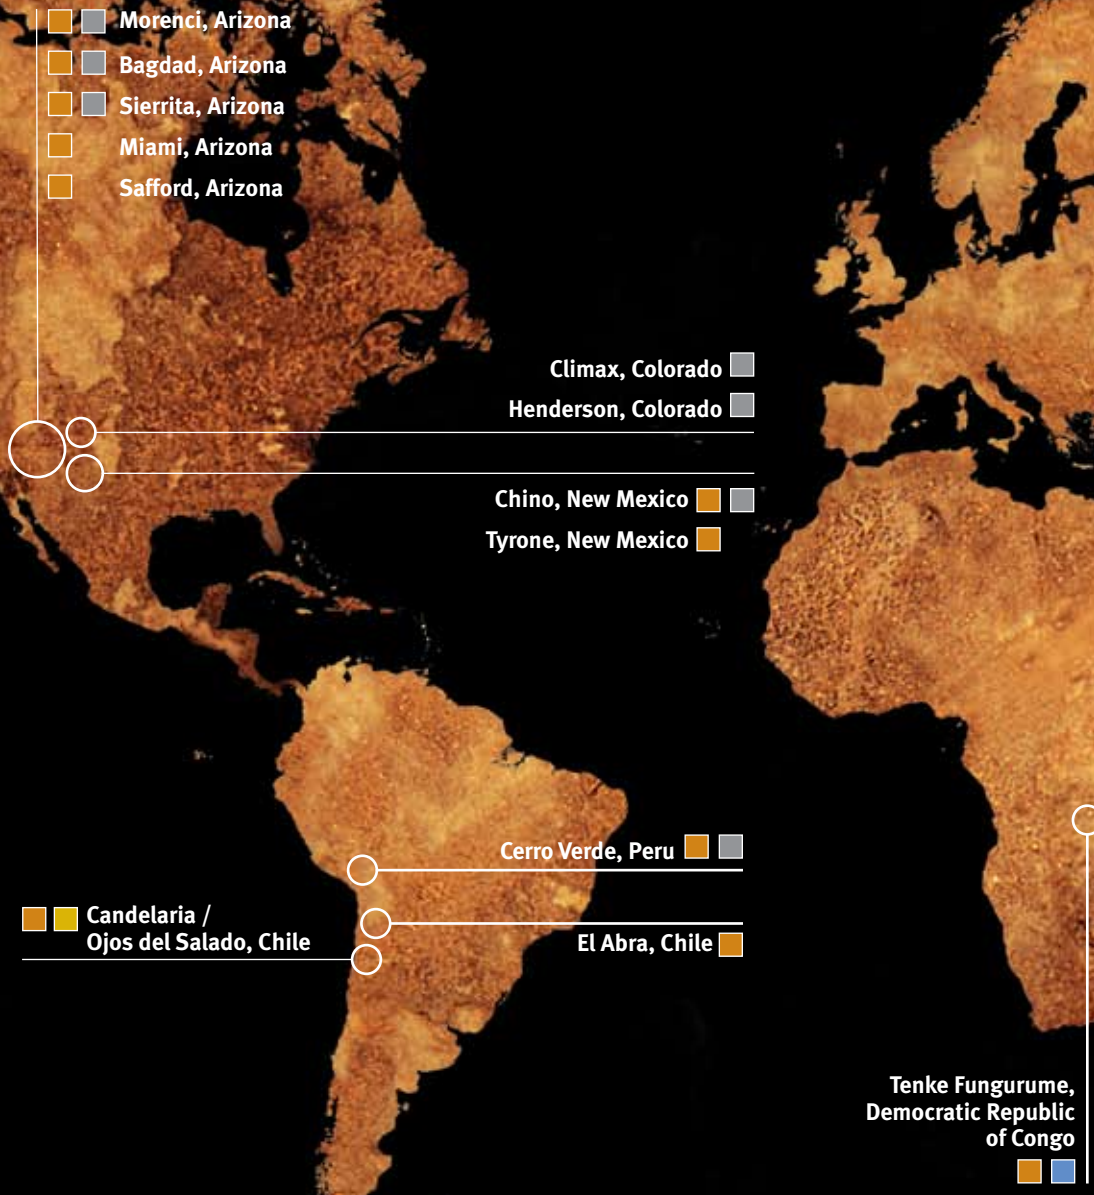 Morenci, Arizona
Bagdad, Arizona
Sierrita, Arizona
Miami, Arizona
Safford, Arizona
Climax, Colorado
Henderson, Colorado
Chino, New Mexico
Tyrone, New Mexico
Cerro Verde, Peru
Candelaria /
Ojos del Salado, Chile
El Abra, Chile
Tenke Fungurume,
Democratic Republic
of Congo